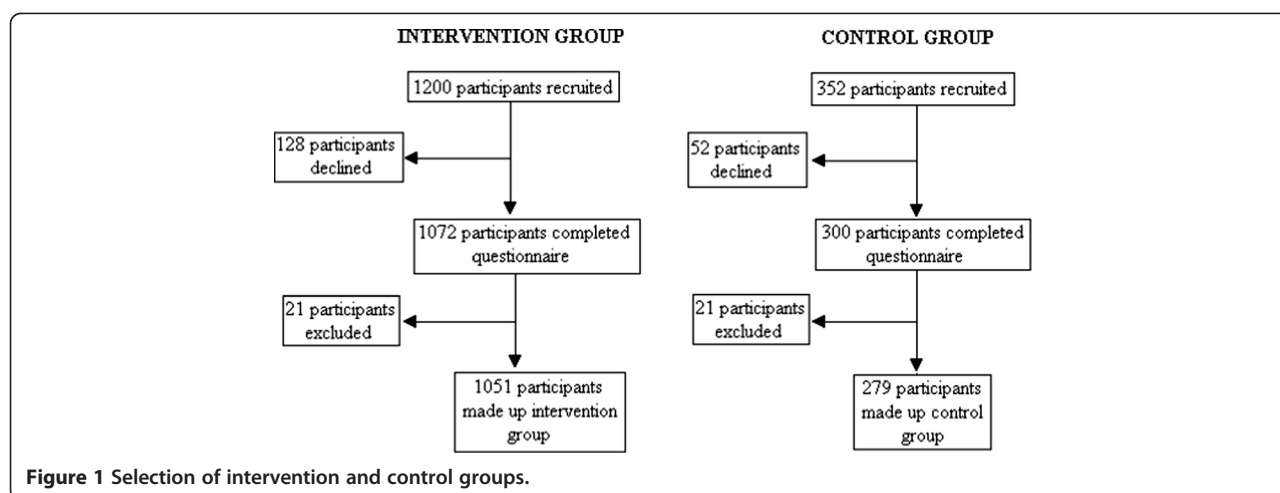 INTERVENTION GROUP
1200 participants recruited
128 participants
declined
1072 participants completed
questionnaire
21 participants
excluded
1051 participants
made up intervention
group
CONTROL GROUP
352 participants recruited
52 participants
declined
300 participants completed
questionnaire
21 participants
excluded
279 participants
made up control
group
Figure 1 Selection of intervention and control groups.